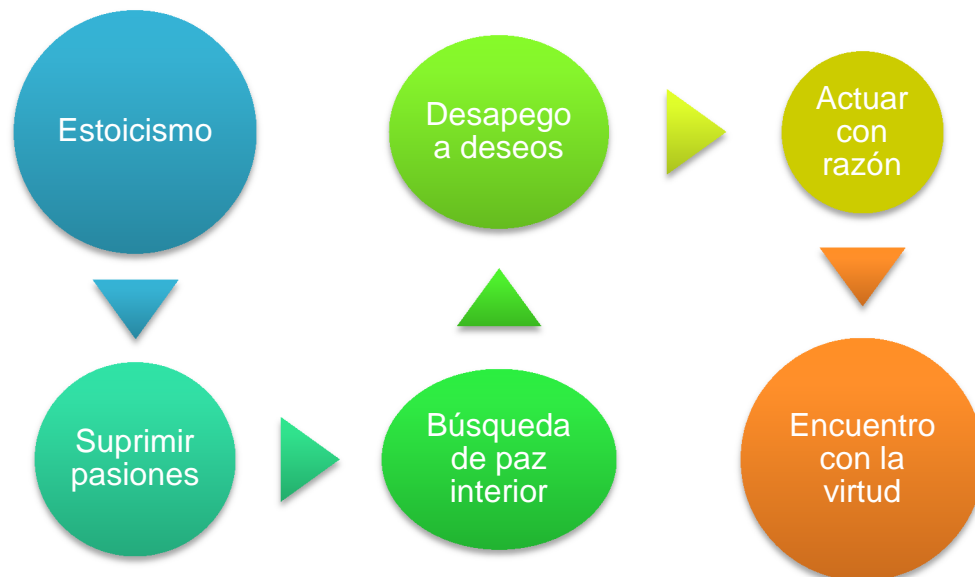 Estoicismo
Suprimir
pasiones
Búsqueda
de paz
interior
Desapego
a deseos
Actuar
con
razón
Encuentro
con la
virtud